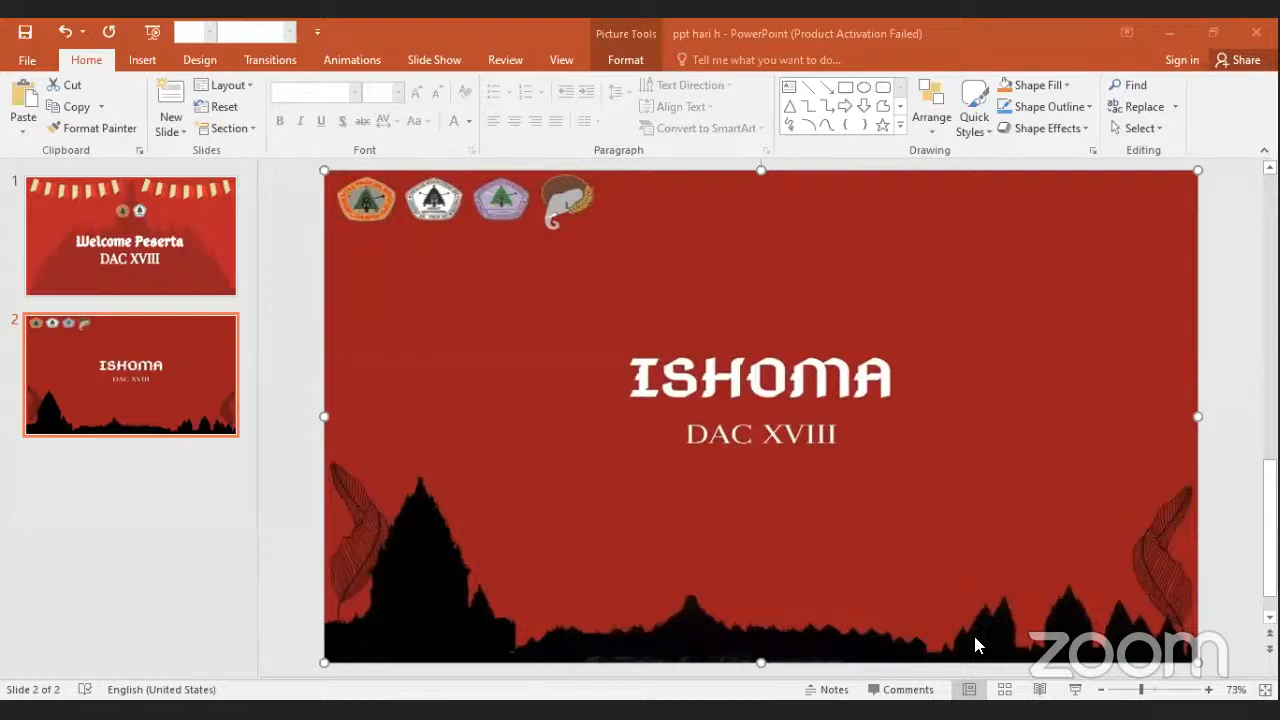 Picture Tools
ppt hari h - PowerPoint (Product Activation Failed)
File Home Insert Design Transitions Animations Slide Show Review View Format Tell me what you want to do... Sign in Share
Paste
Cut
Copy
Format Painter
Clipboard
New Slide
Layout
Reset
Section
Slides
B I U S abc AV Aa A
Font
Text Direction
Align Text
Convert to SmartArt
Paragraph
Arrange
Quick Styles
Shape Fill
Shape Outline
Shape Effects
Drawing
Find
Replace
Select
Editing
1
Welcome Peserta
DAC XVIII
2
ISHOMA
DAC XVIII
ISHOMA
DAC XVIII
zoom
Slide 2 of 2 English (United States) Notes Comments 73%